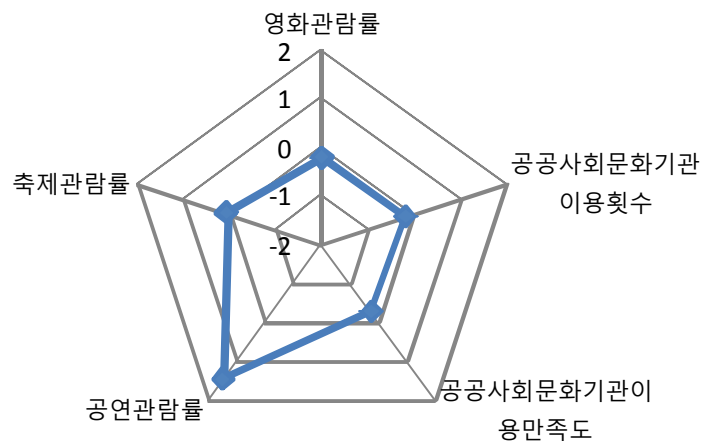 영화관람률
2
1
0
-1
-2
공공사회문화기관
이용횟수
공공사회문화기관이
용만족도
공연관람률
축제관람률